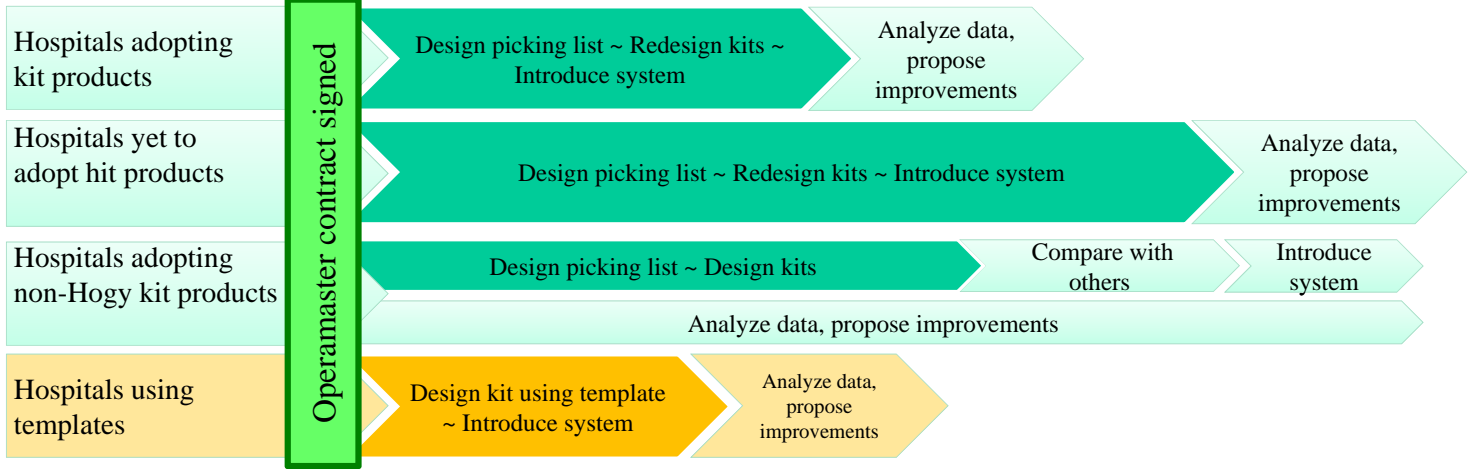 Hospitals adopting
kit products
Operamaster contract signed
Design picking list ~ Redesign kits ~
Introduce system
Analyze data,
propose
improvements
Hospitals yet to
adopt hit products
Design picking list ~ Redesign kits ~ Introduce system
Analyze data,
propose
improvements
Hospitals adopting
non-Hogy kit products
Design picking list ~ Design kits
Compare with
others
Introduce
system
Analyze data, propose improvements
Hospitals using
templates
Design kit using template
~ Introduce system
Analyze data,
propose
improvements